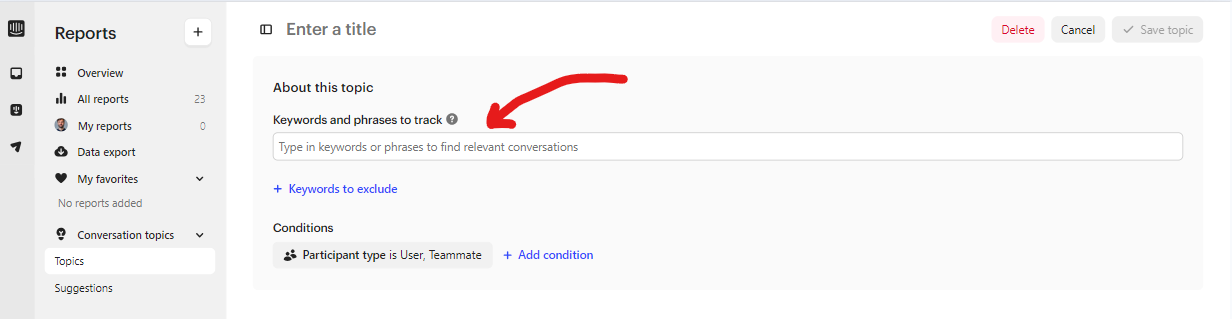 Reports
+
Overview
All reports 23
My reports 0
Data export
My favorites
No reports added
Conversation topics
Topics
Suggestions
Enter a title
Delete
Cancel
Save topic
About this topic
Keywords and phrases to track ?
Type in keywords or phrases to find relevant conversations
+ Keywords to exclude
Conditions
Participant type is User, Teammate + Add condition